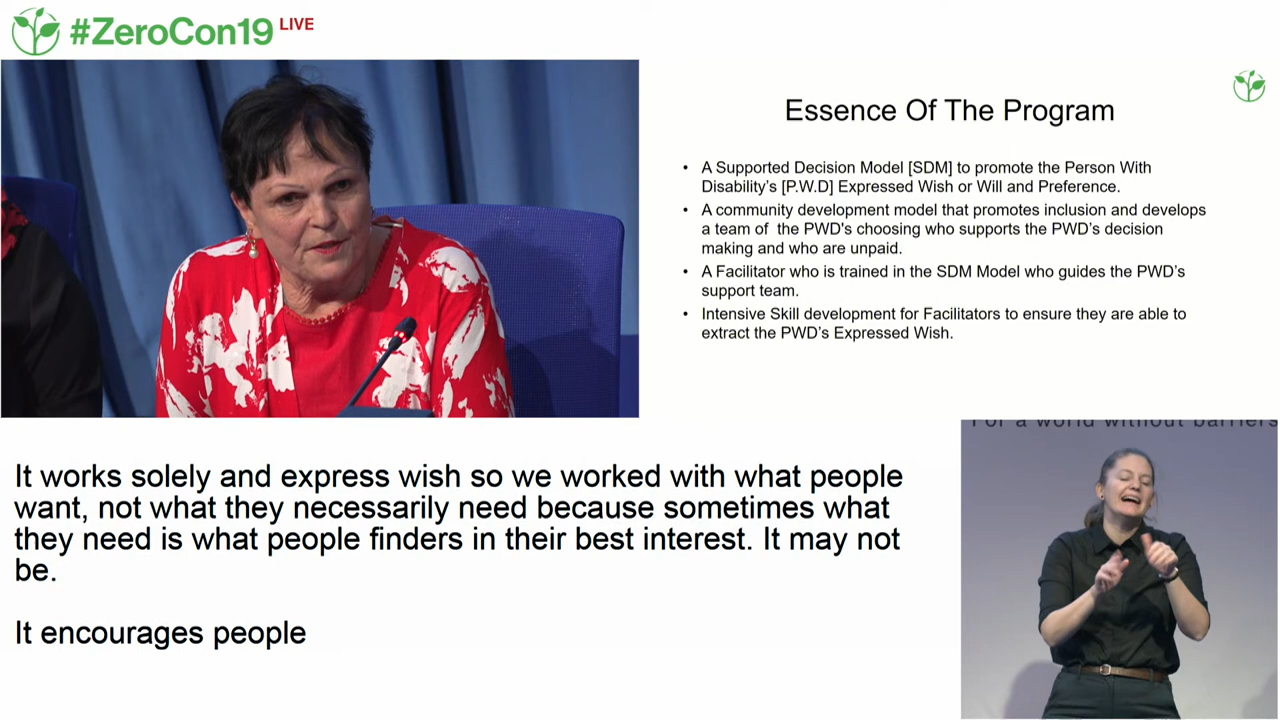 #ZeroCon19 LIVE
Essence Of The Program
• A Supported Decision Model [SDM] to promote the Person With
Disability's [P.W.D] Expressed Wish or Will and Preference.
• A community development model that promotes inclusion and develops
a team of the PWD's choosing who supports the PWD's decision
making and who are unpaid.
• A Facilitator who is trained in the SDM Model who guides the PWD's
support team.
• Intensive Skill development for Facilitators to ensure they are able to
extract the PWD's Expressed Wish.
It works solely and express wish so we worked with what people
want, not what they necessarily need because sometimes what
they need is what people finders in their best interest. It may not
be.
It encourages people
For a world without barriers